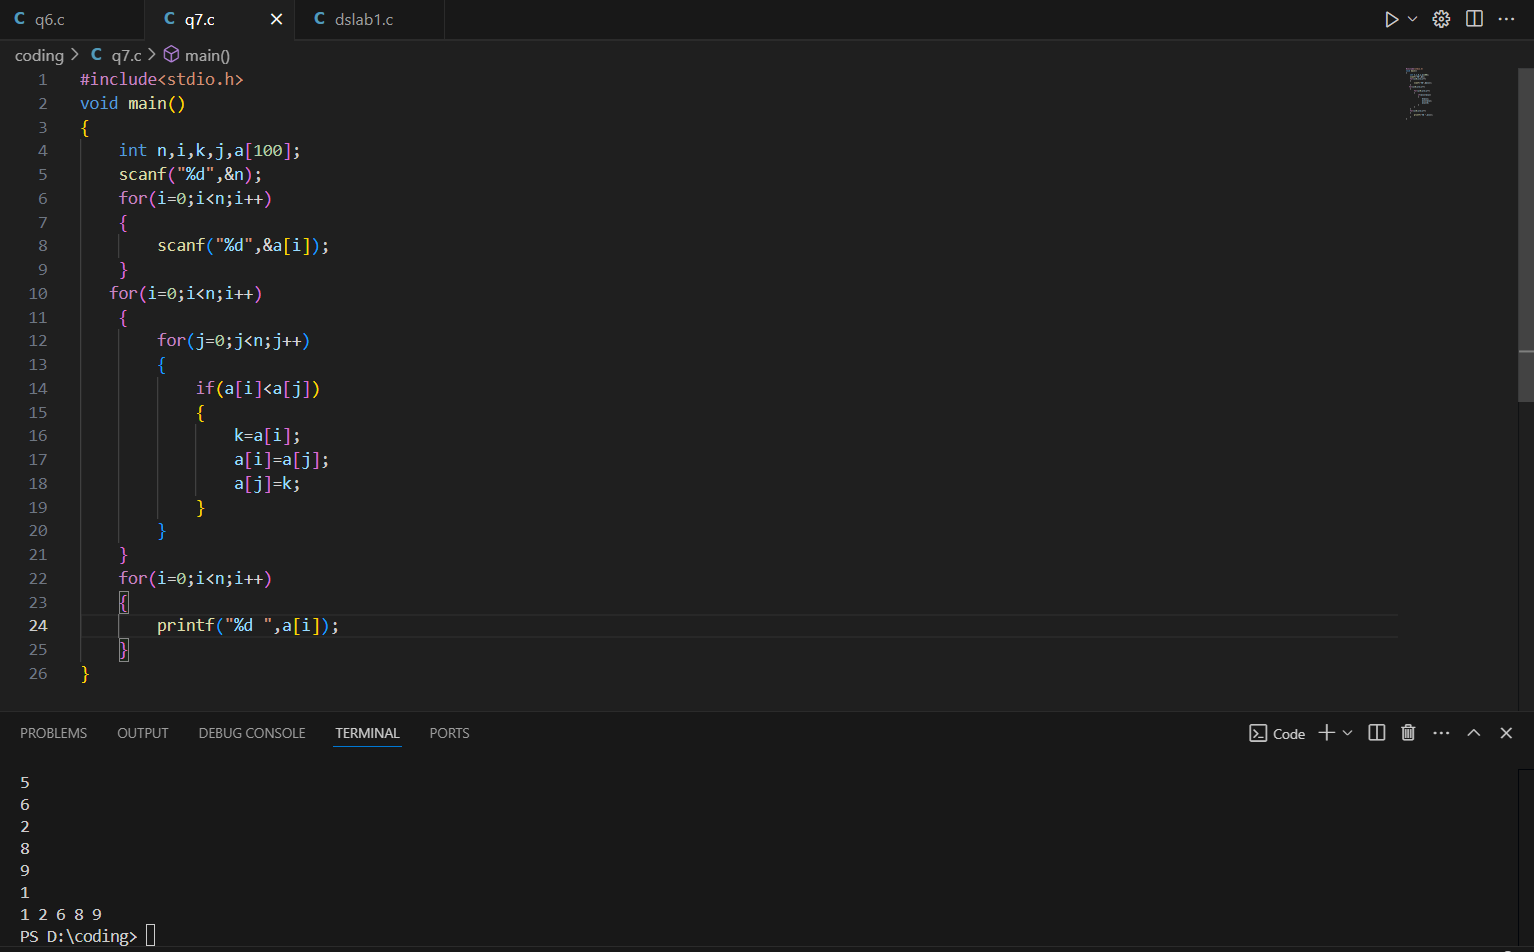 C q6.c C q7.c C dslab1.c
coding > C q7.c > main()
1 #include<stdio.h>
2 void main()
3 {
4     int n,i,k,j,a[100];
5     scanf("%d",&n);
6     for(i=0;i<n;i++)
7     {
8         scanf("%d",&a[i]);
9     }
10    for(i=0;i<n;i++)
11     {
12         for(j=0;j<n;j++)
13         {
14             if(a[i]<a[j])
15             {
16                 k=a[i];
17                 a[i]=a[j];
18                 a[j]=k;
19             }
20         }
21     }
22     for(i=0;i<n;i++)
23     {
24         printf("%d ",a[i]);
25     }
26 }
PROBLEMS OUTPUT DEBUG CONSOLE TERMINAL PORTS Code
5
6
2
8
9
1
1 2 6 8 9
PS D:\coding>